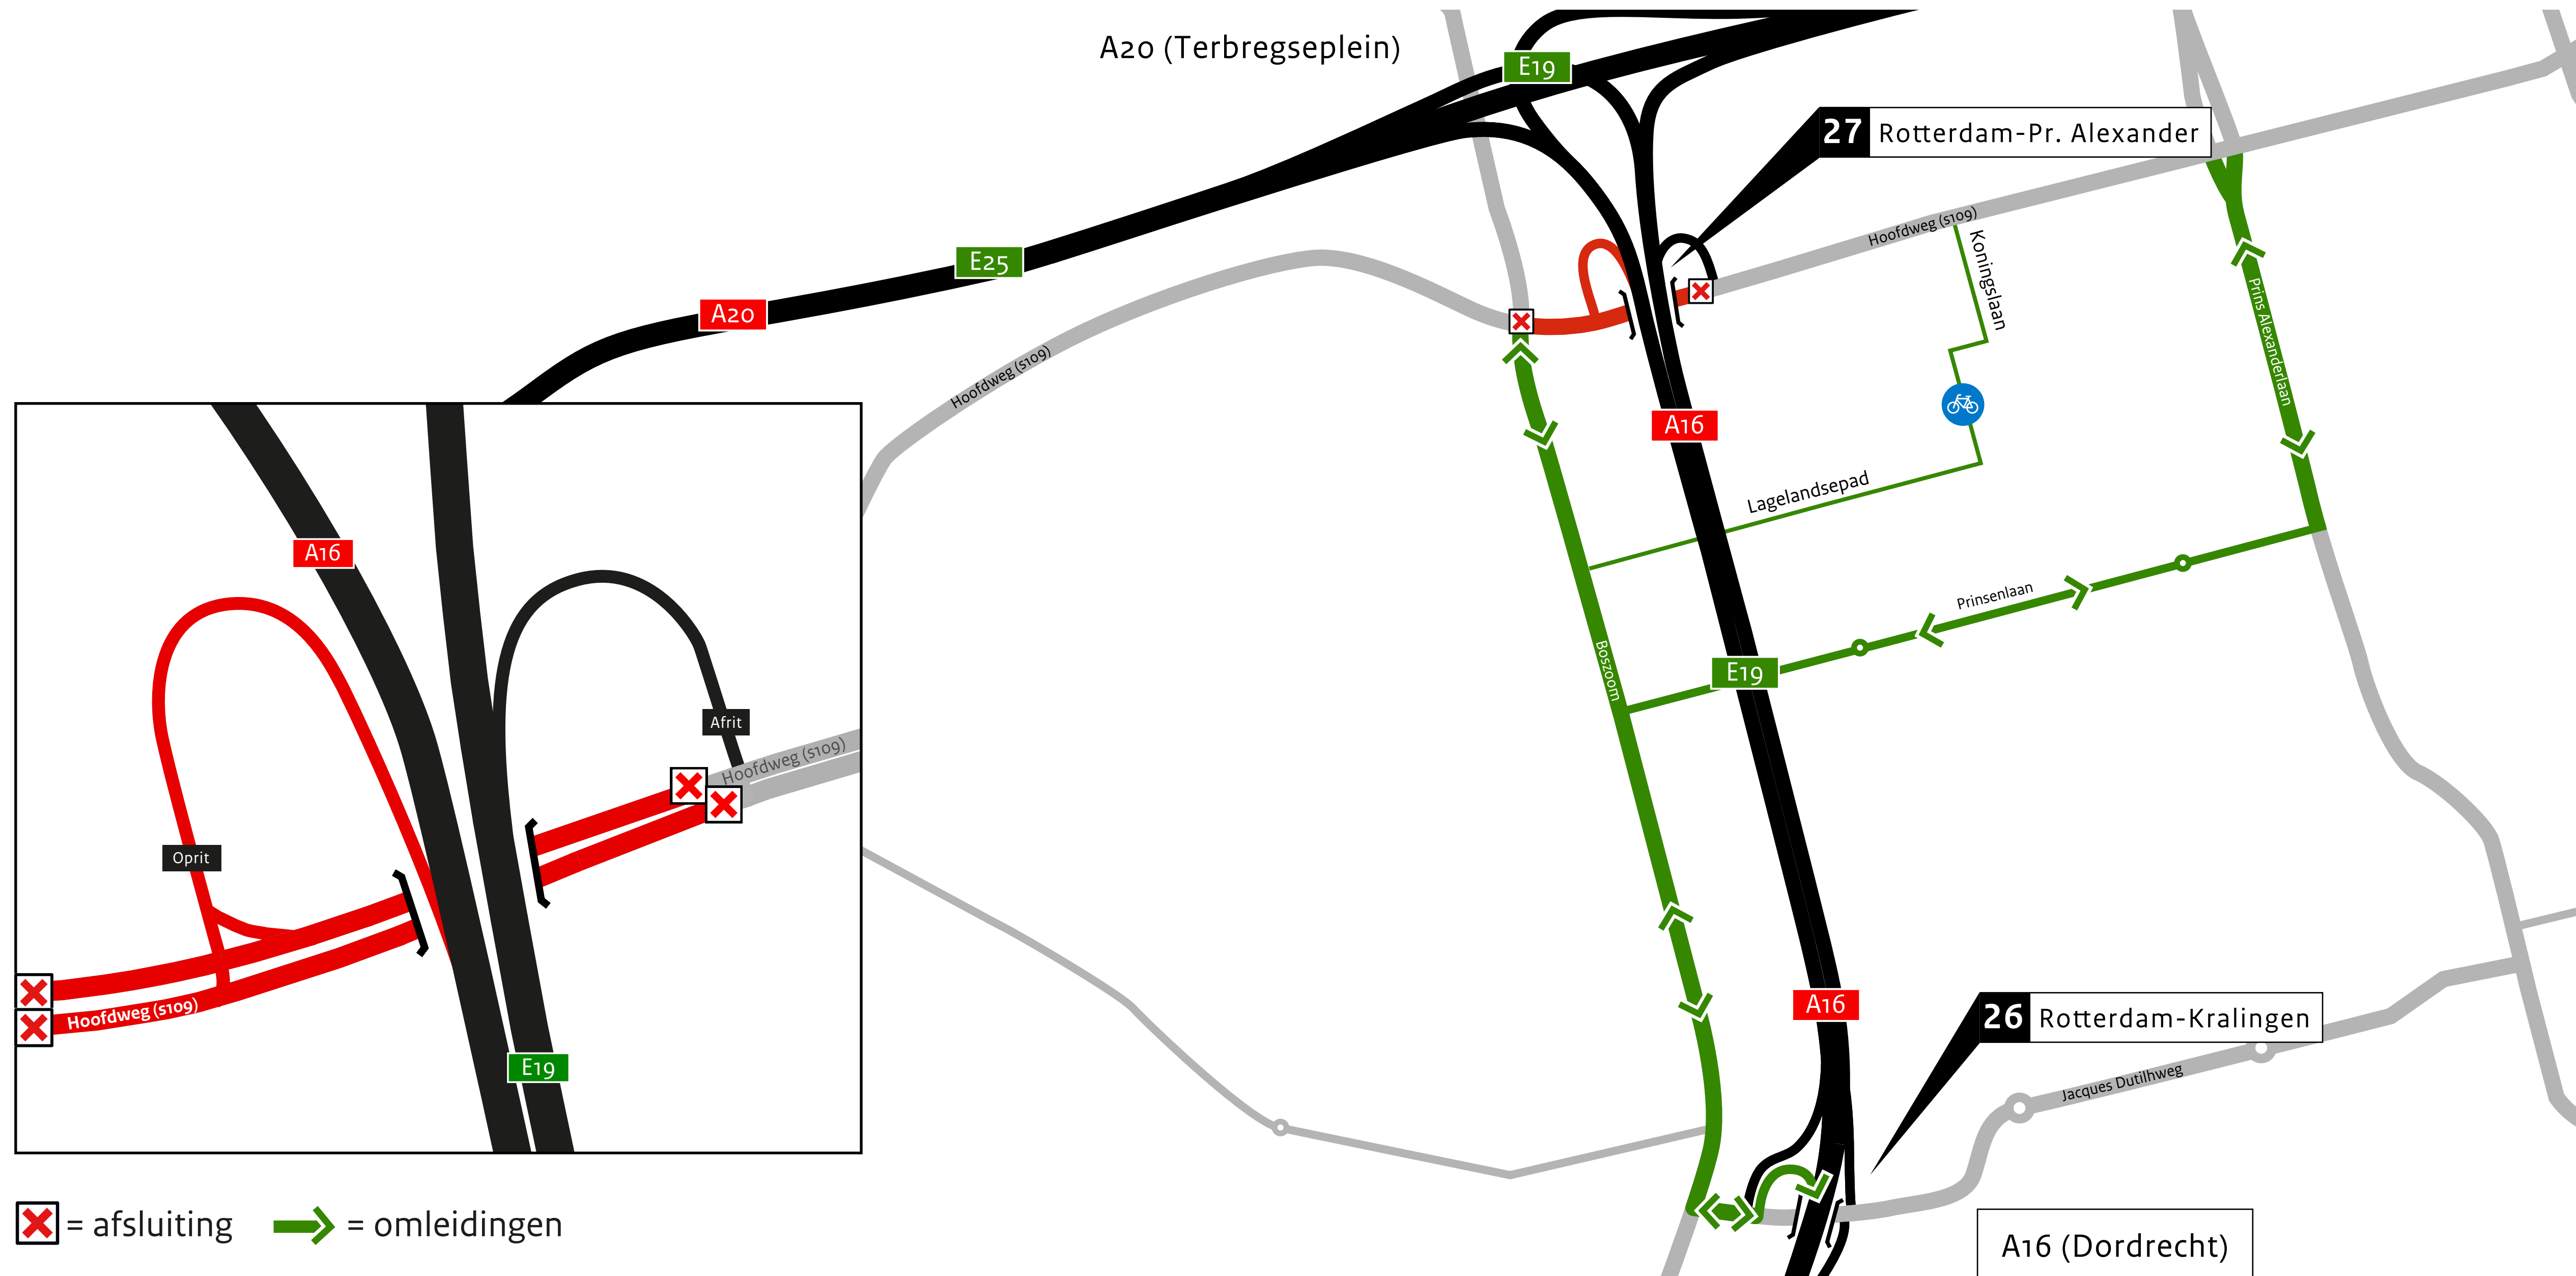 A20 (Terbregseplein)
E19
27 Rotterdam-Pr. Alexander
Hoofdweg (s109)
Koningslaan
E25
A20
Prins Alexanderlaan
Hoofdweg (s109)
A16
Lagelandsepad
A16
Prinsenlaan
Boszoom
E19
Afrit
Hoofdweg (s109)
Oprit
Hoofdweg (s109)
E19
A16
26 Rotterdam-Kralingen
Jacques Dutilhweg
= afsluiting
= omleidingen
A16 (Dordrecht)